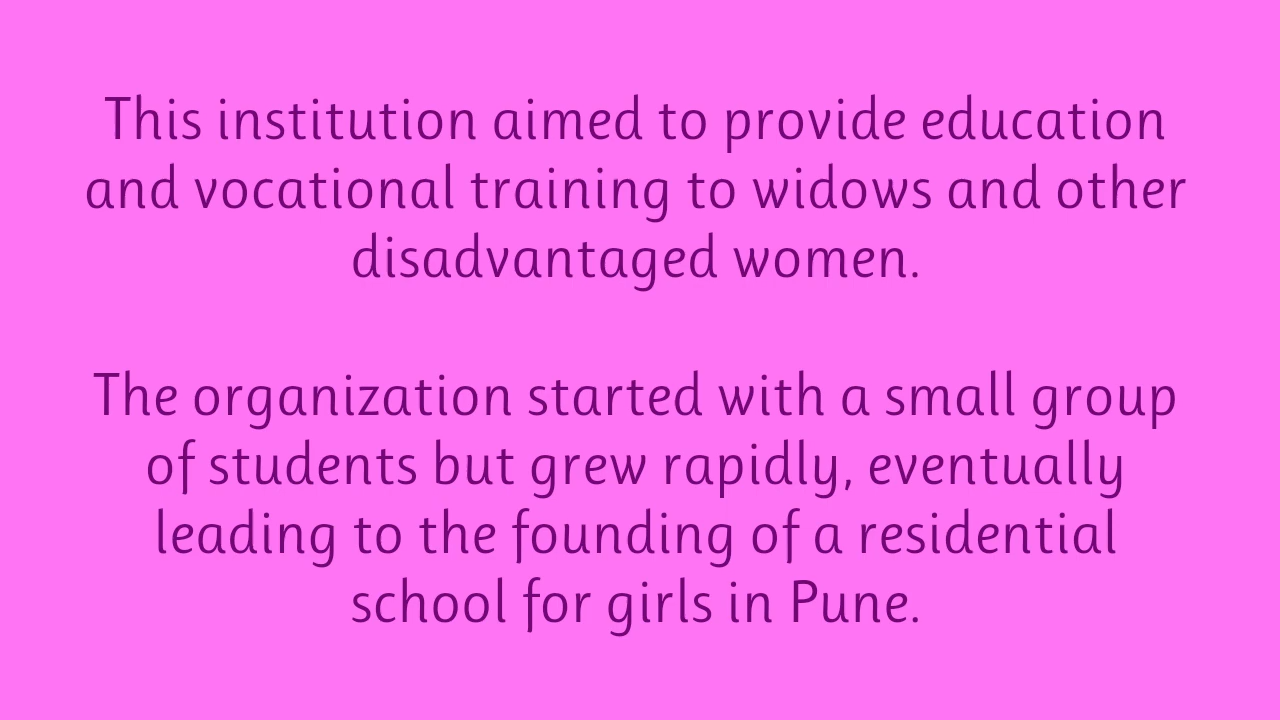 This institution aimed to provide education
and vocational training to widows and other
disadvantaged women.
The organization started with a small group
of students but grew rapidly, eventually
leading to the founding of a residential
school for girls in Pune.